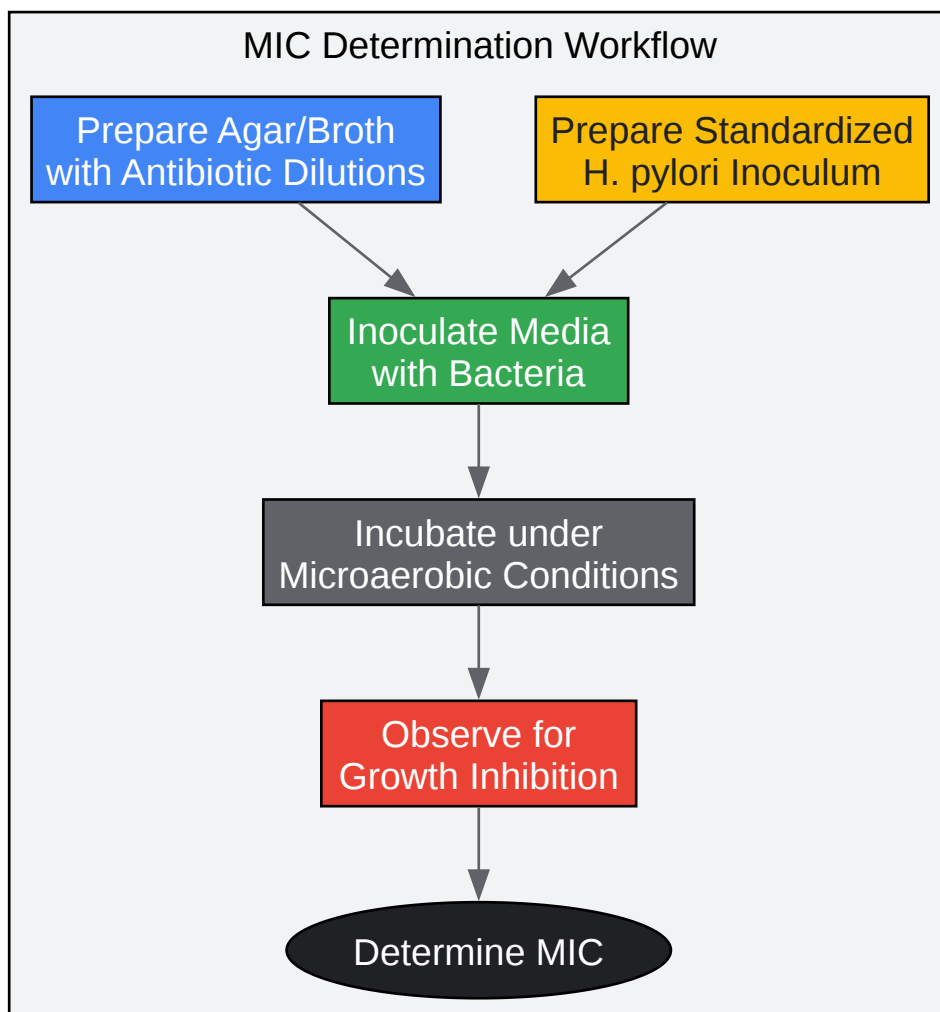 MIC Determination Workflow
Prepare Agar/Broth
with Antibiotic Dilutions
Prepare Standardized
H. pylori Inoculum
Inoculate Media
with Bacteria
Incubate under
Microaerobic Conditions
Observe for
Growth Inhibition
Determine MIC